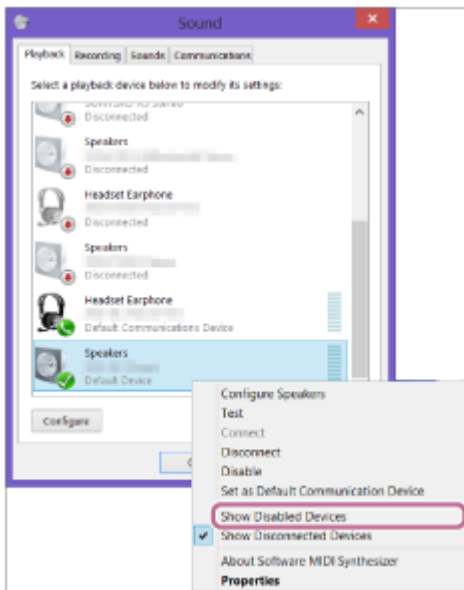 Sound
Playback Recording Sounds Communications
Select a playback device below to modify its settings:
Disconnected
Speakers
Disconnected
Headset Earphone
Disconnected
Speakers
Disconnected
Headset Earphone
Default Communications Device
Speakers
Default Device
Configure
Configure Speakers
Test
Connect
Disconnect
Disable
Set as Default Communication Device
Show Disabled Devices
Show Disconnected Devices
About Software MIDI Synthesizer
Properties